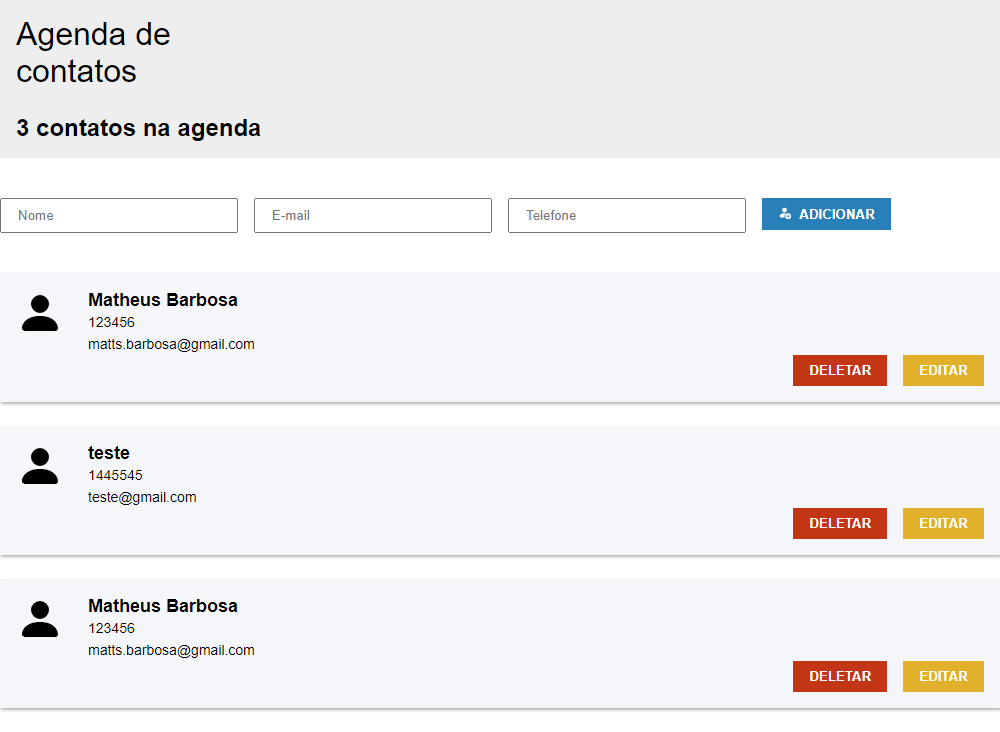 Agenda de
contatos
3 contatos na agenda
Nome E-mail Telefone ADICIONAR
Matheus Barbosa
123456
matts.barbosa@gmail.com
DELETAR EDITAR
teste
1445545
teste@gmail.com
DELETAR EDITAR
Matheus Barbosa
123456
matts.barbosa@gmail.com
DELETAR EDITAR